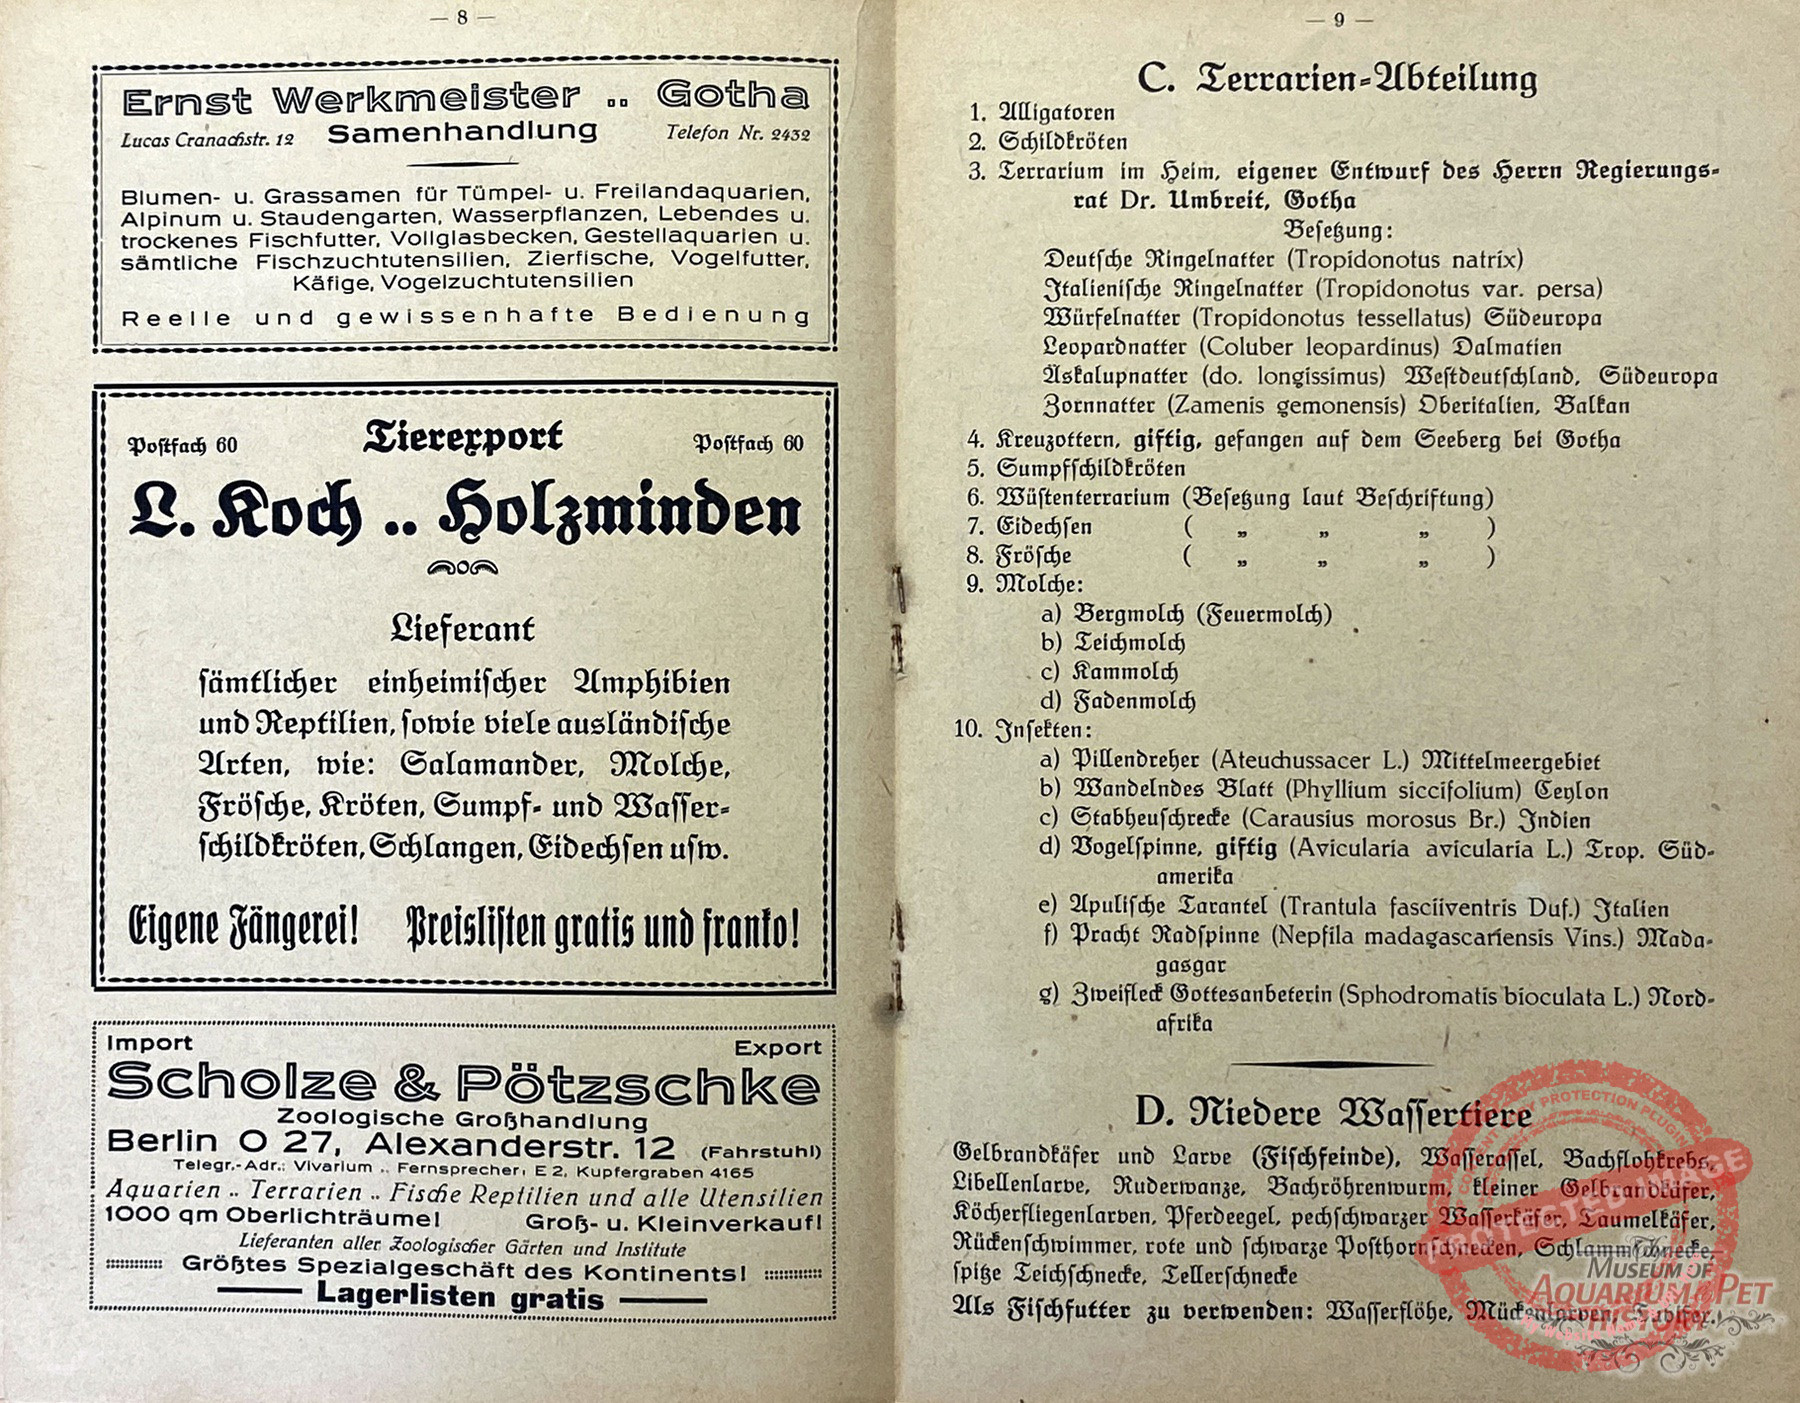 — 8 —
Ernst Werkmeister .. Gotha
Lucas Cranachstr. 12 Samenhandlung Telefon Nr. 2432
Blumen- u. Grassamen für Tümpel- u. Freilandaquarien,
Alpinum u. Staudengarten, Wasserpflanzen, Lebendes u.
trockenes Fischfutter, Vollglasbecken, Gestellaquarien u.
sämtliche Fischzuchtutensilien, Zierfische, Vogelfutter,
Käfige, Vogelzuchtutensilien
Reelle und gewissenhafte Bedienung
Postfach 60 Tierexport Postfach 60
L. Koch .. Holzminden
Lieferant
sämtlicher einheimischer Amphibien
und Reptilien, sowie viele ausländische
Arten, wie: Salamander, Molche,
Frösche, Kröten, Sumpf- und Wasser-
schildkröten, Schlangen, Eidechsen usw.
Eigene Fängerei! Preislisten gratis und franko!
Import Export
Scholze & Pötzschke
Zoologische Großhandlung
Berlin O 27, Alexanderstr. 12 (Fahrstuhl)
Telegr.-Adr.: Vivarium .. Fernsprecher: E 2, Kupfergraben 4165
Aquarien .. Terrarien .. Fische Reptilien und alle Utensilien
1000 qm Oberlichträume! Groß- u. Kleinverkauf!
Lieferanten aller Zoologischer Gärten und Institute
Größtes Spezialgeschäft des Kontinents!
Lagerlisten gratis
— 9 —
C. Terrarien-Abteilung
1. Alligatoren
2. Schildkröten
3. Terrarium im Heim, eigener Entwurf des Herrn Regierungs-
rat Dr. Umbreit, Gotha
Besetzung:
Deutsche Ringelnatter (Tropidonotus natrix)
Italienische Ringelnatter (Tropidonotus var. persa)
Würfelnatter (Tropidonotus tessellatus) Südeuropa
Leopardnatter (Coluber leopardinus) Dalmatien
Äskalupnatter (do. longissimus) Westdeutschland, Südeuropa
Zornnatter (Zamenis gemonensis) Oberitalien, Balkan
4. Kreuzottern, giftig, gefangen auf dem Seeberg bei Gotha
5. Sumpfschildkröten
6. Wüstenterrarium (Besetzung laut Beschriftung)
7. Eidechsen ( „ „ „ )
8. Frösche ( „ „ „ )
9. Molche:
a) Bergmolch (Feuermolch)
b) Teichmolch
c) Kammolch
d) Fadenmolch
10. Insekten:
a) Pillendreher (Ateuchussacer L.) Mittelmeergebiet
b) Wandelndes Blatt (Phyllium siccifolium) Ceylon
c) Stabheuschrecke (Carausius morosus Br.) Indien
d) Vogelspinne, giftig (Avicularia avicularia L.) Trop. Süd-
amerika
e) Apulische Tarantel (Trantula fasciiventris Duf.) Italien
f) Pracht Radspinne (Nepfila madagascariensis Vins.) Mada-
gasgar
g) Zweifleck Gottesanbeterin (Sphodromatis bioculata L.) Nord-
afrika
D. Niedere Wassertiere
Gelbrandkäfer und Larve (Fischfeinde), Wasserassel, Bachflohkrebs,
Libellenlarve, Ruderwanze, Bachröhrenwurm, kleiner Gelbrandkäfer,
Köcherfliegenlarven, Pferdeegel, pechschwarzer Wasserkäfer, Taumelkäfer,
Rückenschwimmer, rote und schwarze Posthornschnecken, Schlammschnecke,
spitze Teichschnecke, Tellerschnecke
Als Fischfutter zu verwenden: Wasserflöhe, Mückenlarven, Tubifex.
PROTECTED IMAGE
The
Museum of
Aquarium & Pet
History